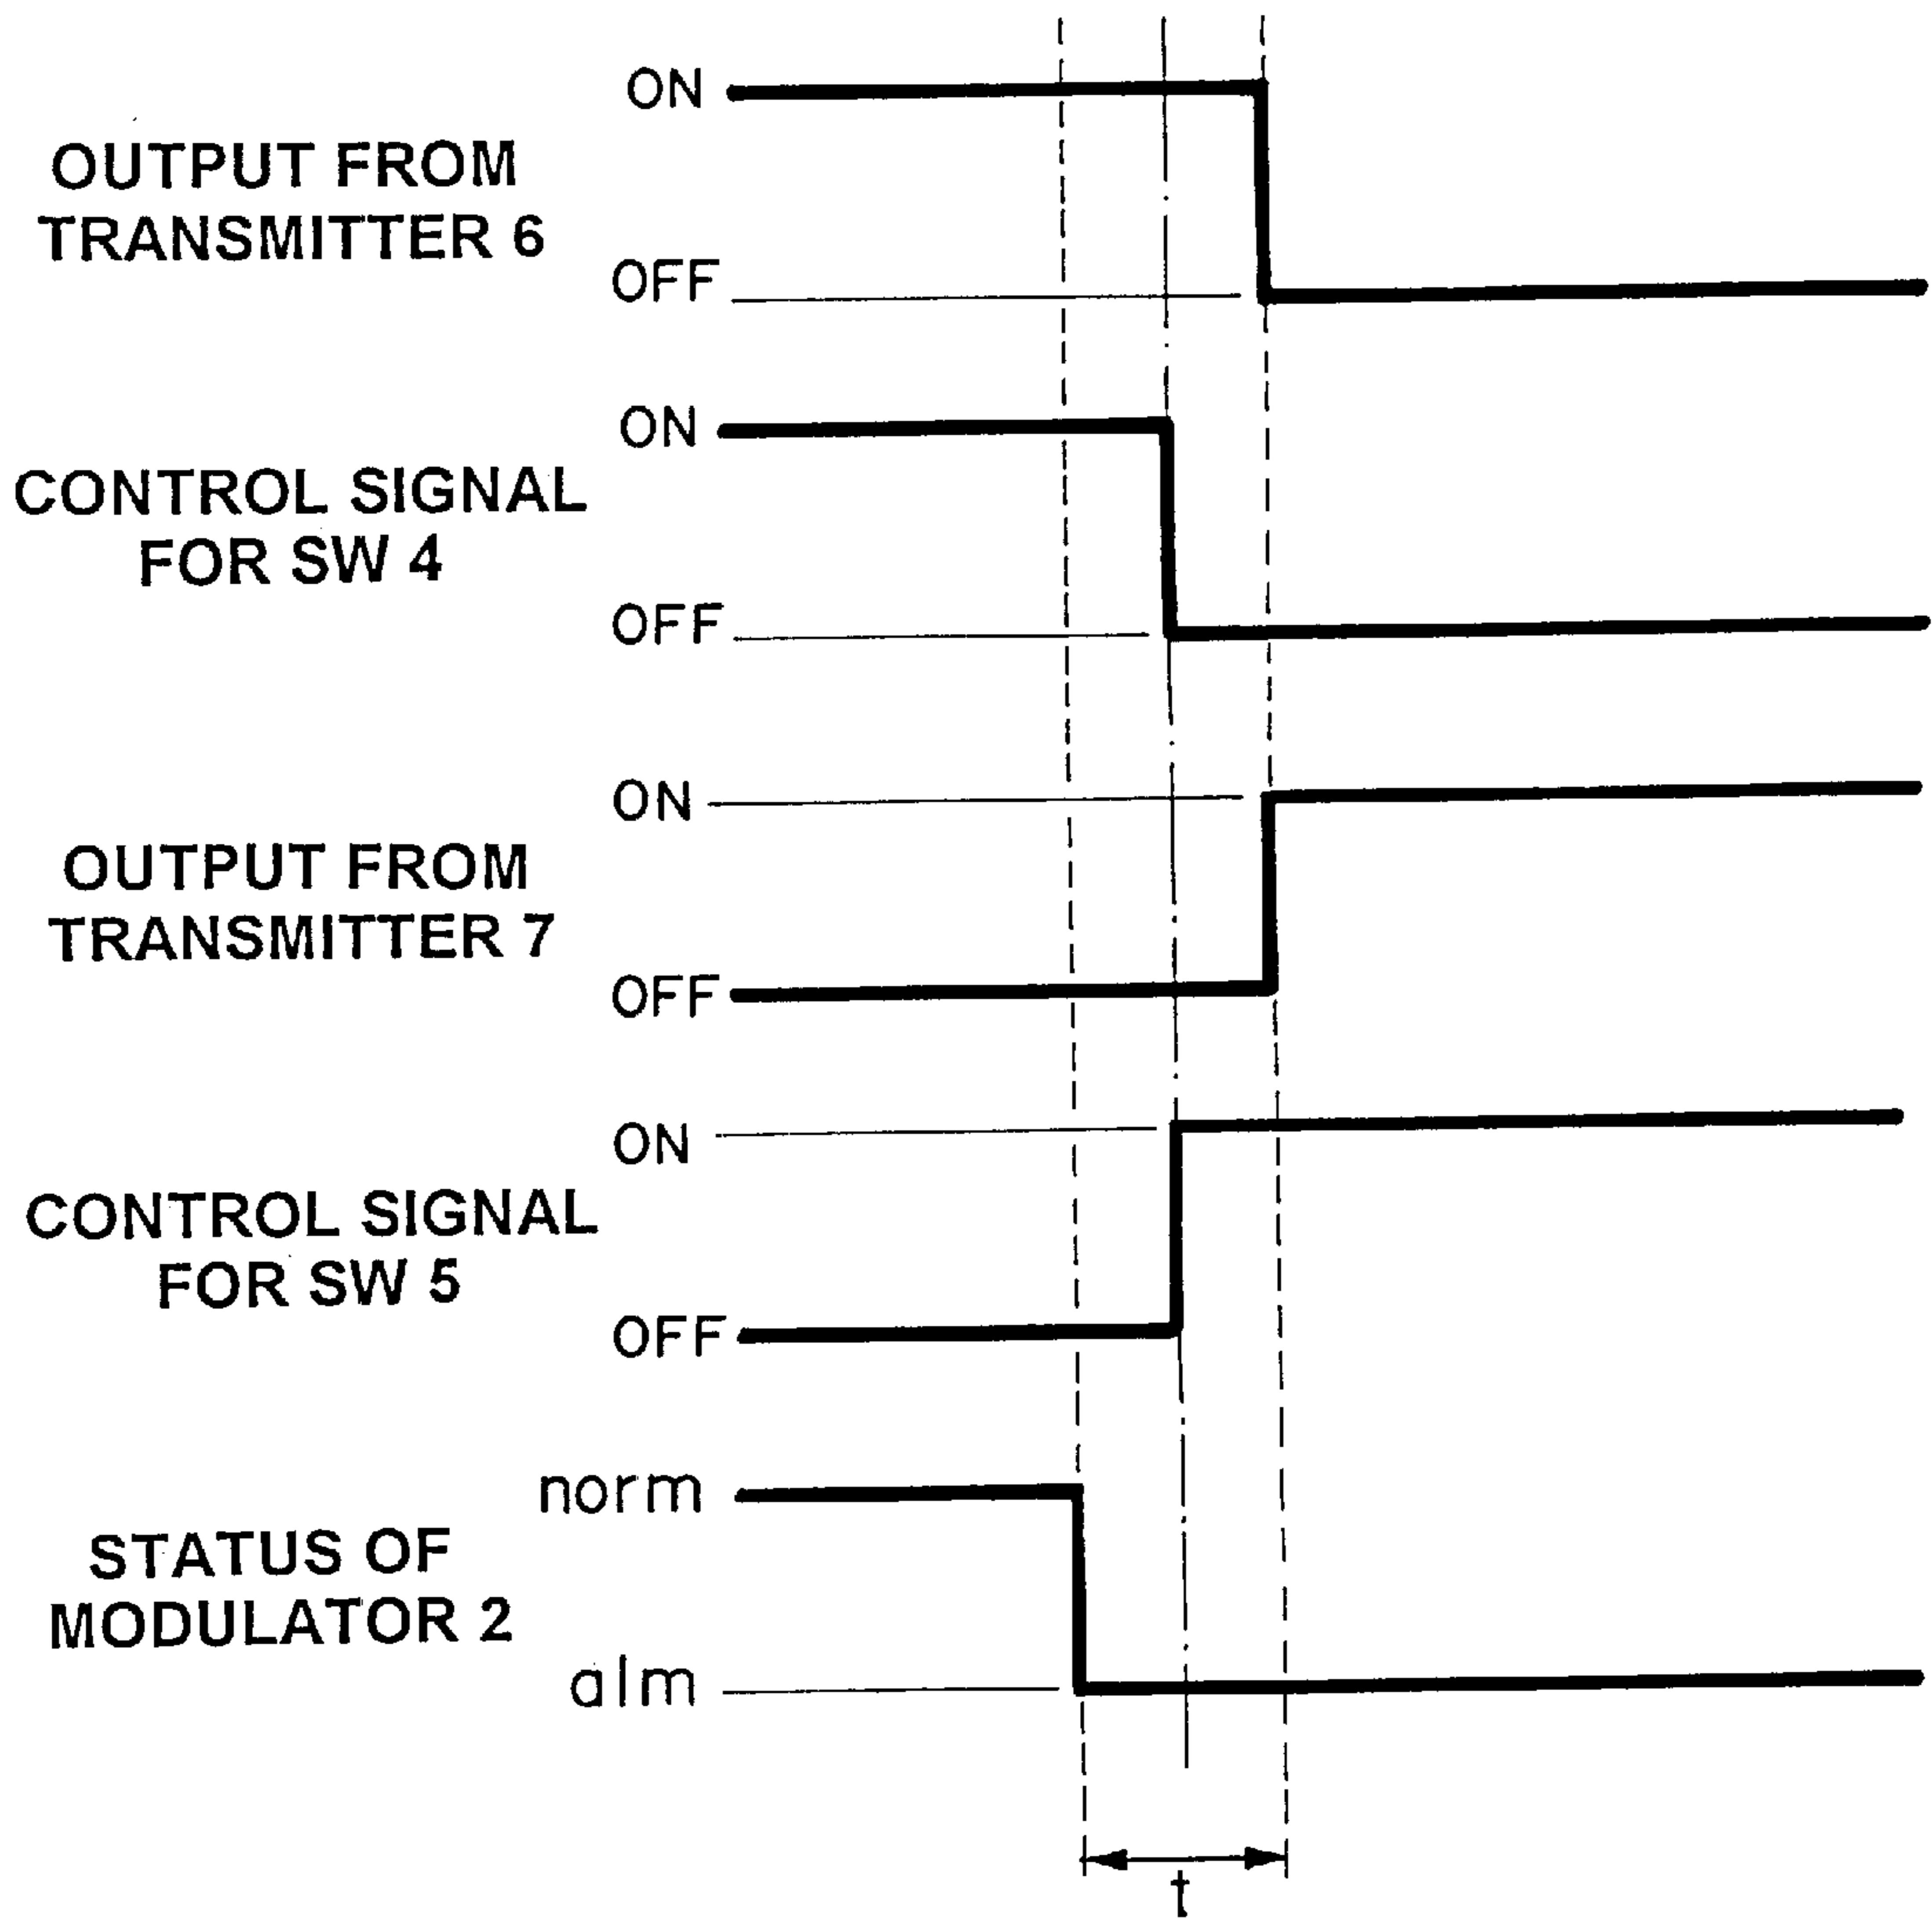 ON
OUTPUT FROM
TRANSMITTER 6
OFF
ON
CONTROL SIGNAL
FOR SW 4
OFF
ON
OUTPUT FROM
TRANSMITTER 7
OFF
ON
CONTROL SIGNAL
FOR SW 5
OFF
norm
STATUS OF
MODULATOR 2
alm
t